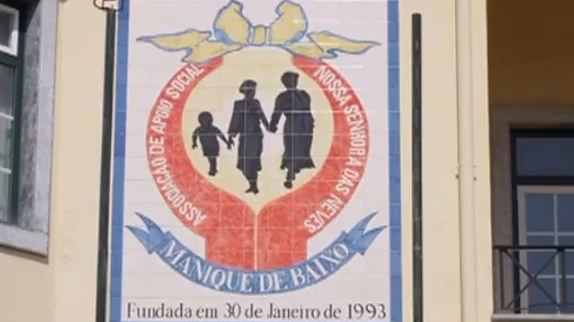 ASSOCIAÇÃO DE APOIO SOCIAL
NOSSA SENHORA DAS NEVES
MANIQUE DE BAIXO
Fundada em 30 de Janeiro de 1993